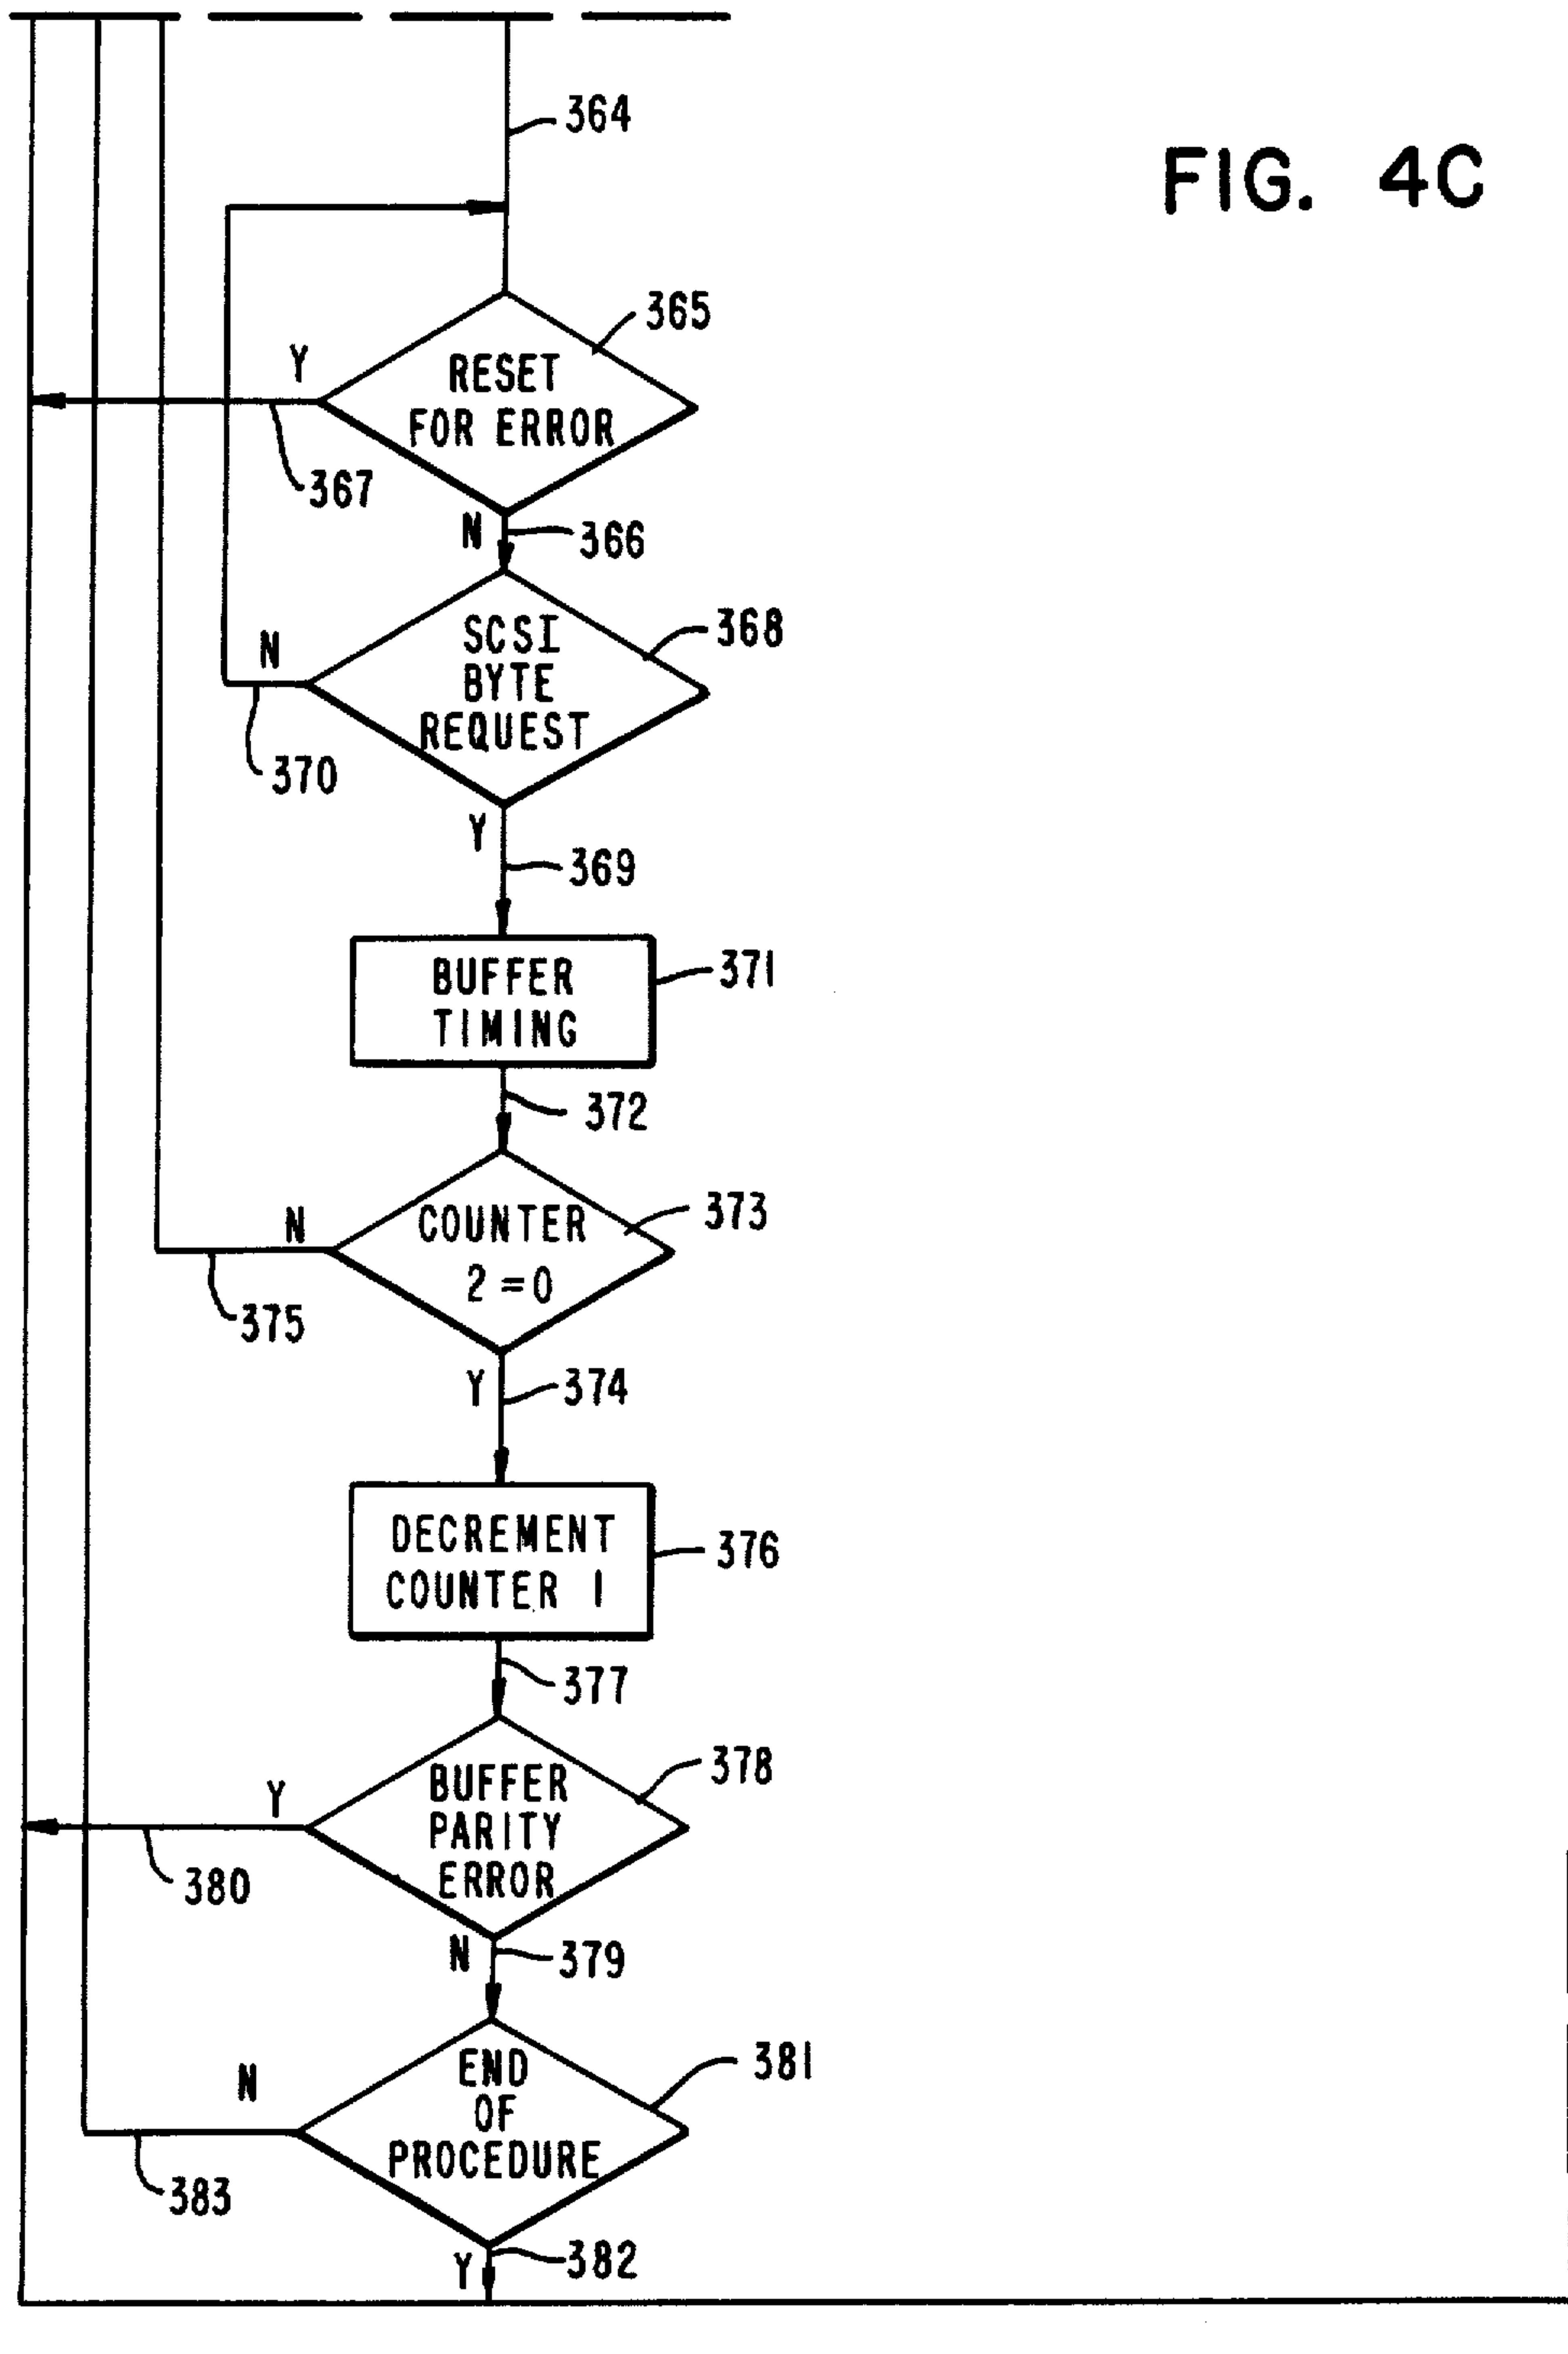 364
FIG. 4C
365
Y
RESET
FOR ERROR
367
N
366
SCSI
BYTE
REQUEST
368
N
370
Y
369
BUFFER
TIMING
371
372
COUNTER
2 = 0
373
N
375
Y
374
DECREMENT
COUNTER 1
376
377
BUFFER
PARITY
ERROR
378
Y
380
N
379
END
OF
PROCEDURE
381
N
383
Y
382